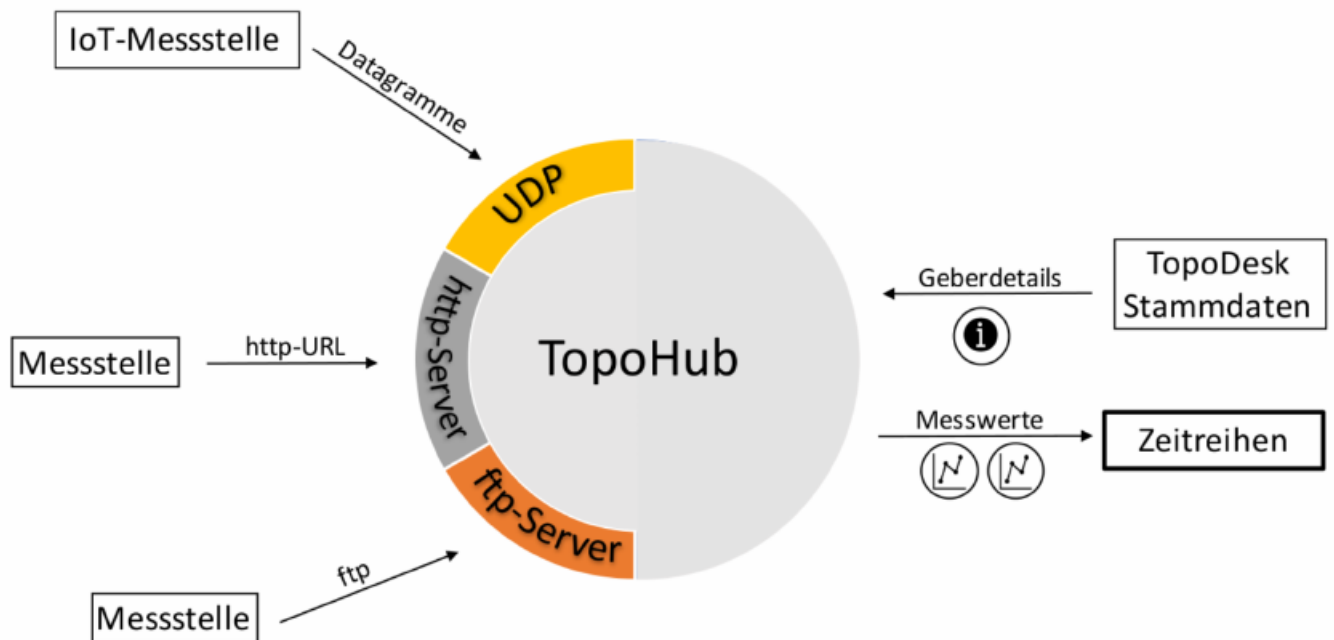 IoT-Messstelle
Datagramme
UDP
http-Server
ftp-Server
Messstelle
http-URL
Messstelle
ftp
TopoHub
Geberdetails
i
TopoDesk
Stammdaten
Messwerte
Zeitreihen